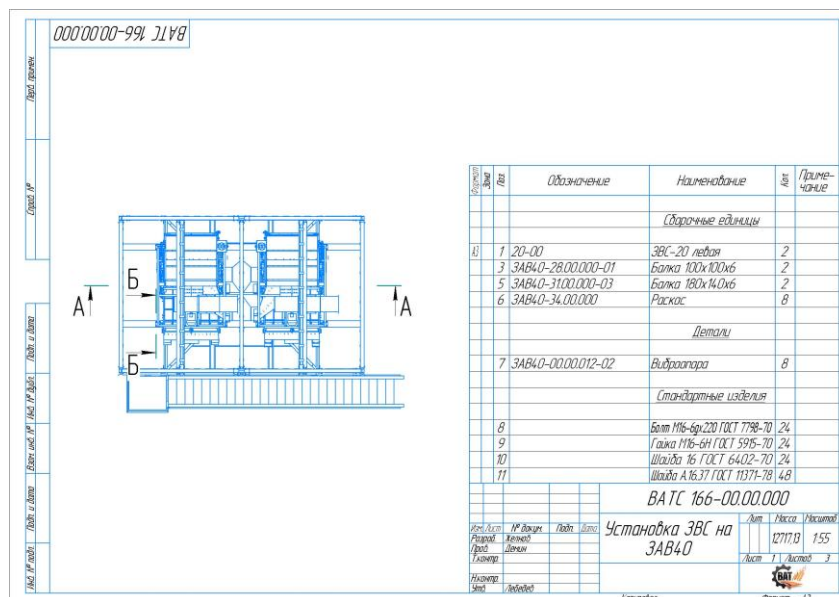 ВАТС 166-00.00.000
Перв. примен.
Справ. №
Подп. и дата
Инв. № дубл.
Взам. инв. №
Подп. и дата
Инв. № подл.
Б
А
А
Б
Формат Зона Поз. Обозначение Наименование Кол. Приме-
чание
Сборочные единицы
А3 1 20-00 ЗВС-20 левая 2
3 ЗАВ40-28.00.000-01 Балка 100х100х6 2
5 ЗАВ40-31.00.000-03 Балка 180х140х6 2
6 ЗАВ40-34.00.000 Раскос 8
Детали
7 ЗАВ40-00.00.012-02 Виброопора 8
Стандартные изделия
8 Болт М16-6gх220 ГОСТ 7798-70 24
9 Гайка М16-6Н ГОСТ 5915-70 24
10 Шайба 16 ГОСТ 6402-70 24
11 Шайба А.16.37 ГОСТ 11371-78 48
ВАТС 166-00.00.000
Изм. Лист № докум. Подп. Дата
Разраб.
Пров. Демин
Т.контр.
Н.контр.
Утв. Лебедев
Установка ЗВС на
ЗАВ40
Лит. Масса Масштаб
12717,13 1:55
Лист 1 Листов 3
ВАТ
Копировал Формат А3